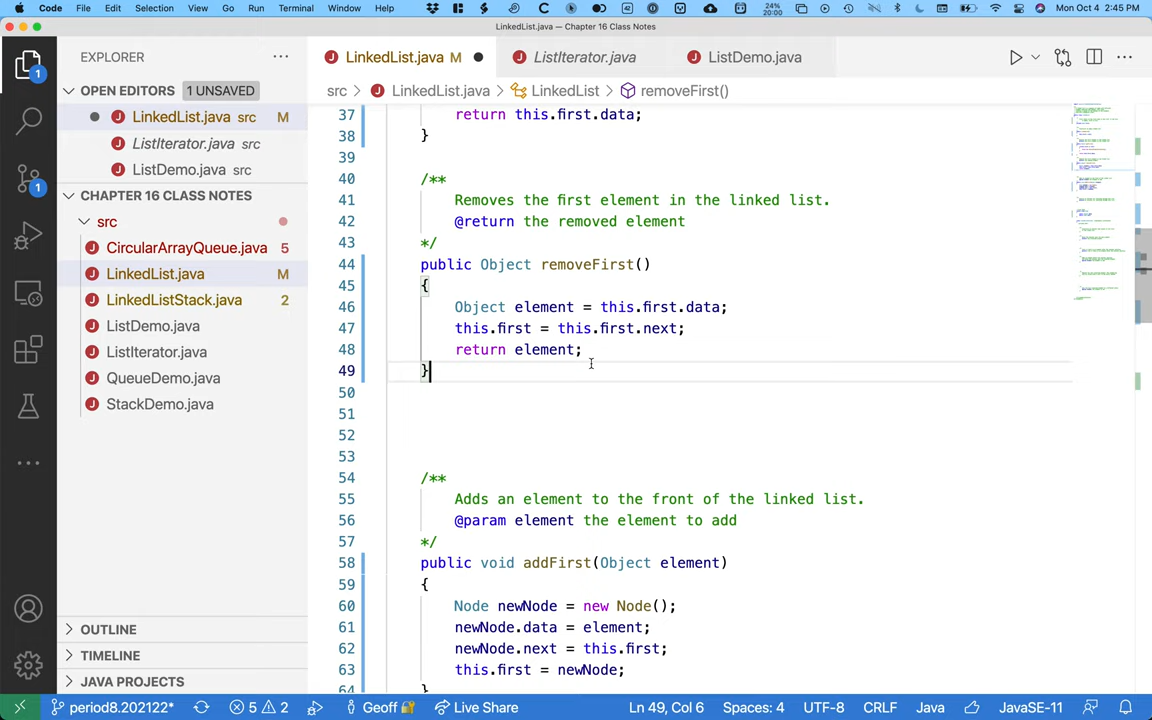 Code File Edit Selection View Go Run Terminal Window Help 24% 20:00 Mon Oct 4 2:45 PM
LinkedList.java — Chapter 16 Class Notes
EXPLORER
LinkedList.java M
ListIterator.java
ListDemo.java
OPEN EDITORS 1 UNSAVED
LinkedList.java src M
ListIterator.java src
ListDemo.java src
CHAPTER 16 CLASS NOTES
src
CircularArrayQueue.java 5
LinkedList.java M
LinkedListStack.java 2
ListDemo.java
ListIterator.java
QueueDemo.java
StackDemo.java
OUTLINE
TIMELINE
JAVA PROJECTS
1
1
src > LinkedList.java > LinkedList > removeFirst()
37 return this.first.data;
38 }
39
40 /**
41 Removes the first element in the linked list.
42 @return the removed element
43 */
44 public Object removeFirst()
45 {
46 Object element = this.first.data;
47 this.first = this.first.next;
48 return element;
49 }
50
51
52
53
54 /**
55 Adds an element to the front of the linked list.
56 @param element the element to add
57 */
58 public void addFirst(Object element)
59 {
60 Node newNode = new Node();
61 newNode.data = element;
62 newNode.next = this.first;
63 this.first = newNode;
64 }
period8.202122* 5 2 Geoff Live Share Ln 49, Col 6 Spaces: 4 UTF-8 CRLF Java JavaSE-11